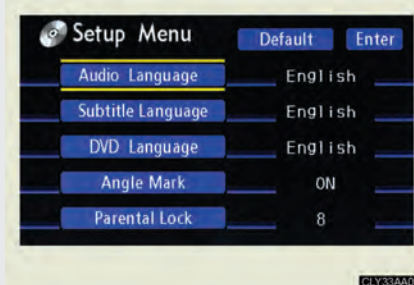 Setup Menu Default Enter
Audio Language English
Subtitle Language English
DVD Language English
Angle Mark ON
Parental Lock 8
CLY33AA0